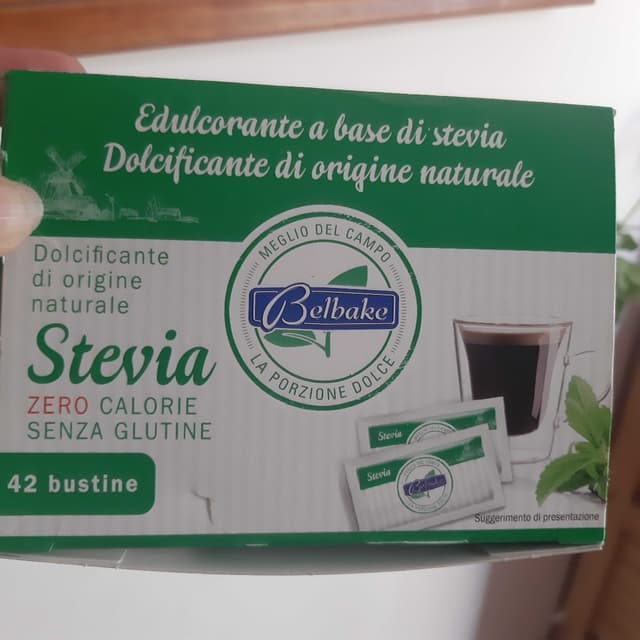 Edulcorante a base di stevia
Dolcificante di origine naturale
Dolcificante
di origine
naturale
Stevia
ZERO CALORIE
SENZA GLUTINE
42 bustine
MEGLIO DEL CAMPO
Belbake
LA PORZIONE DOLCE
Stevia
Stevia
Belbake
Suggerimento di presentazione